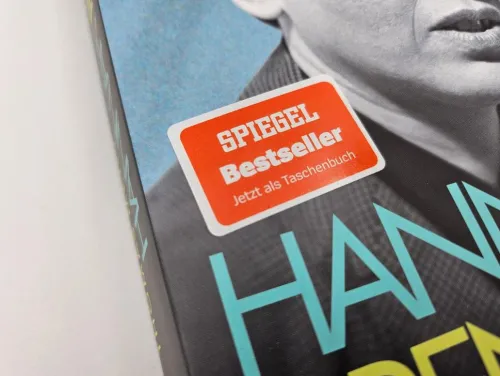 SPIEGEL
Bestseller
Jetzt als Taschenbuch
HANN